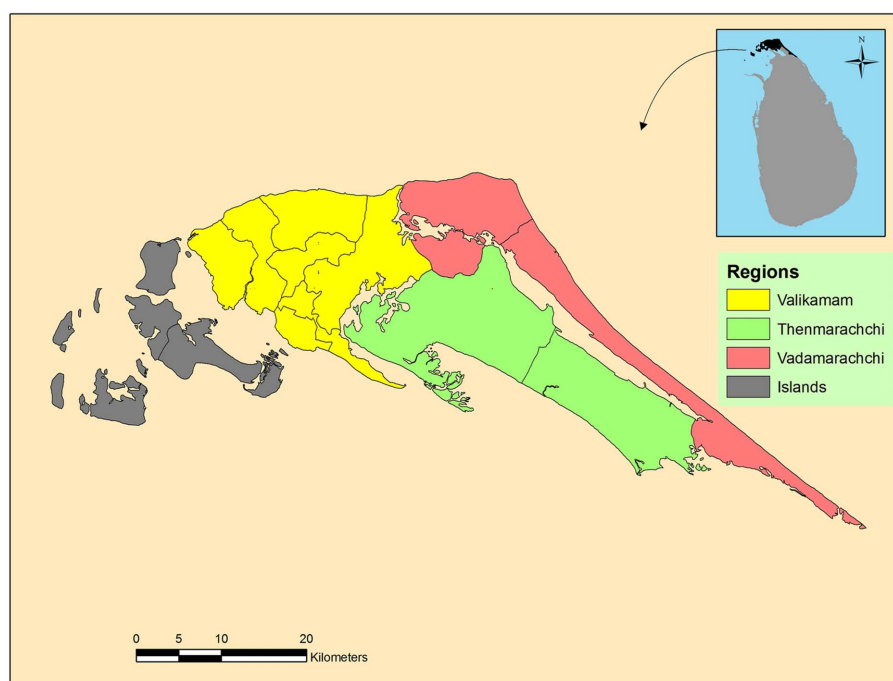 N
Regions
Valikamam
Thenmarachchi
Vadamarachchi
Islands
0 5 10 20
Kilometers